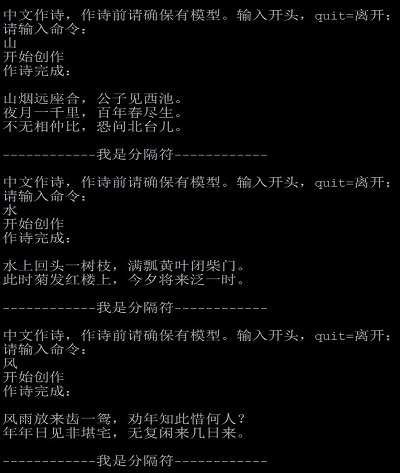 中文作诗，作诗前请确保有模型。输入开头，quit=离开；
请输入命令：
山
开始创作
作诗完成：
山烟远座合，公子见西池。
夜月一千里，百年春尽生。
不无相仲比，恐问北台儿。
------------我是分隔符------------
中文作诗，作诗前请确保有模型。输入开头，quit=离开；
请输入命令：
水
开始创作
作诗完成：
水上回头一树枝，满瓢黄叶闭柴门。
此时菊发红楼上，今夕将来泛一时。
------------我是分隔符------------
中文作诗，作诗前请确保有模型。输入开头，quit=离开；
请输入命令：
风
开始创作
作诗完成：
风雨放来齿一鸳，劝年知此惜何人？
年年日见非堪宅，无复闲来几日来。
------------我是分隔符------------